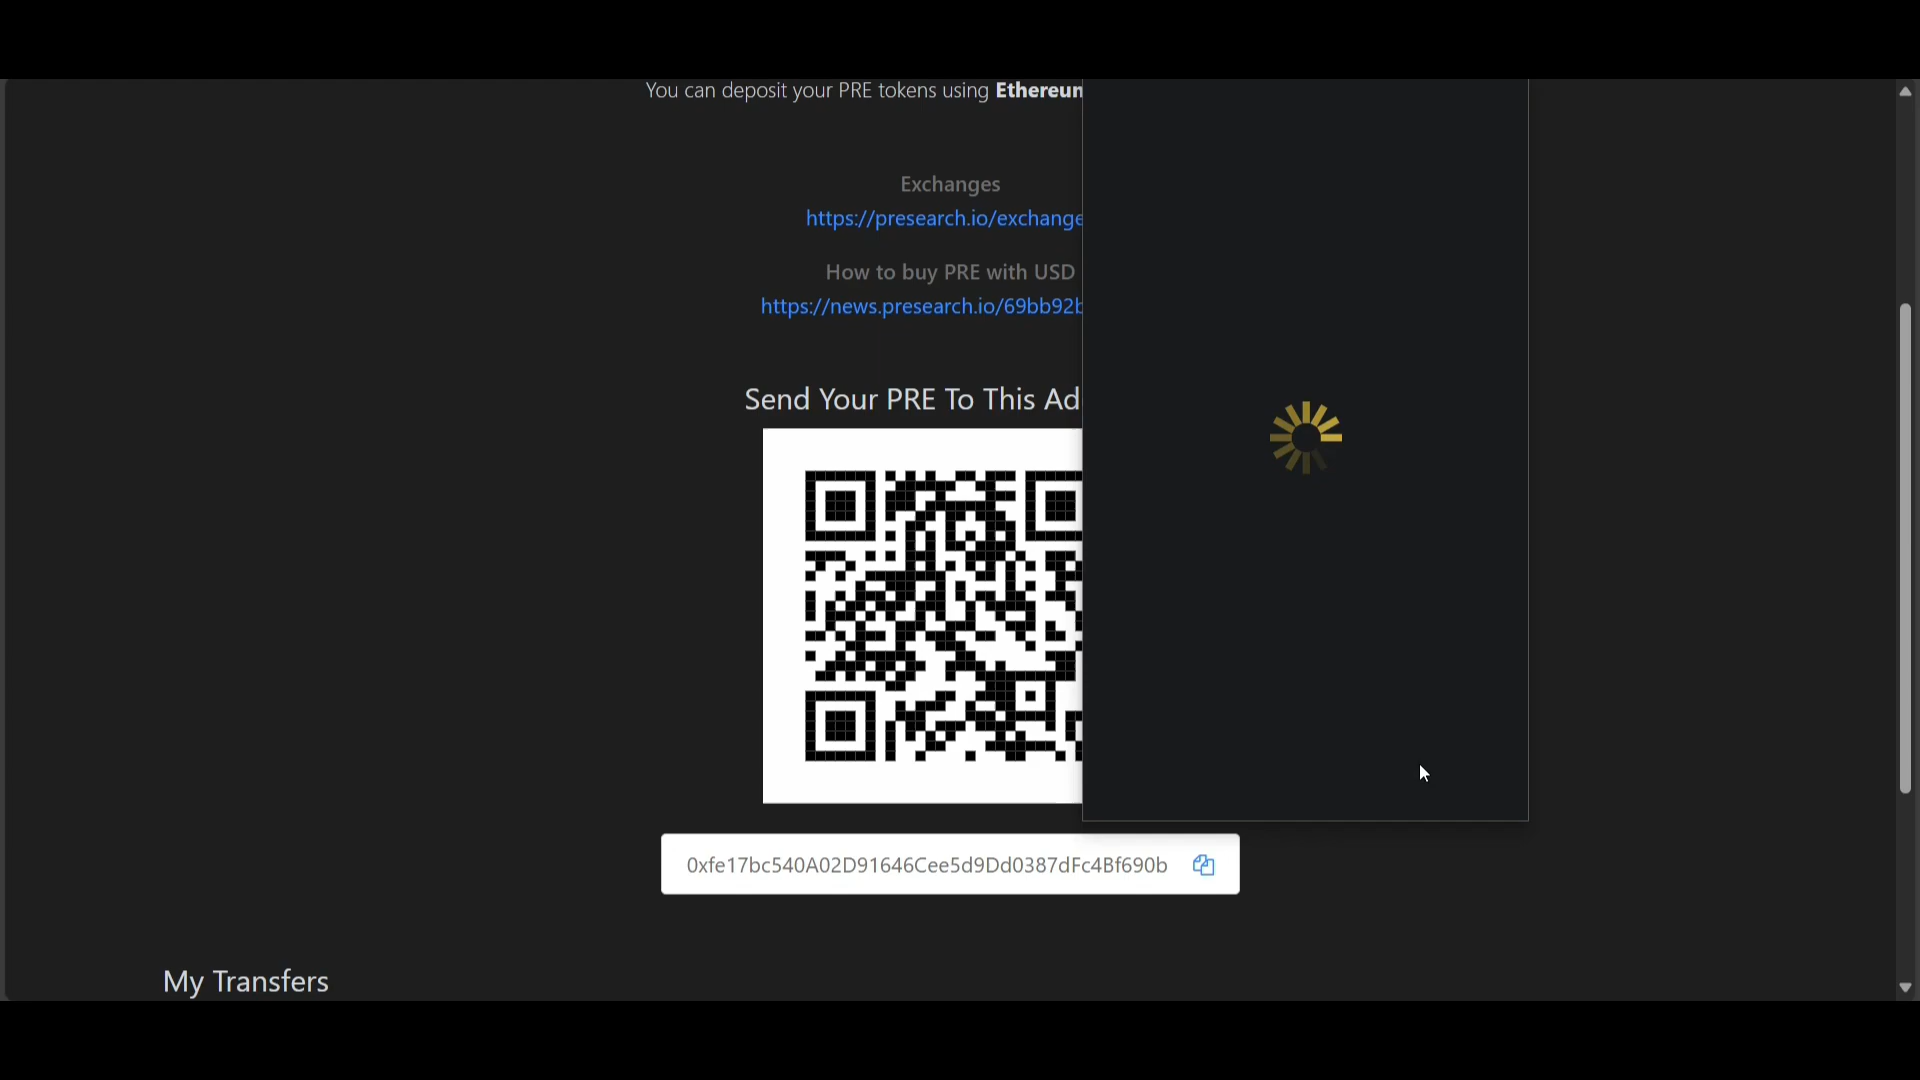 You can deposit your PRE tokens using Ethereum
Exchanges
https://presearch.io/exchange
How to buy PRE with USD
https://news.presearch.io/69bb92b
Send Your PRE To This Ad
0xfe17bc540A02D91646Cee5d9Dd0387dFc4Bf690b
My Transfers